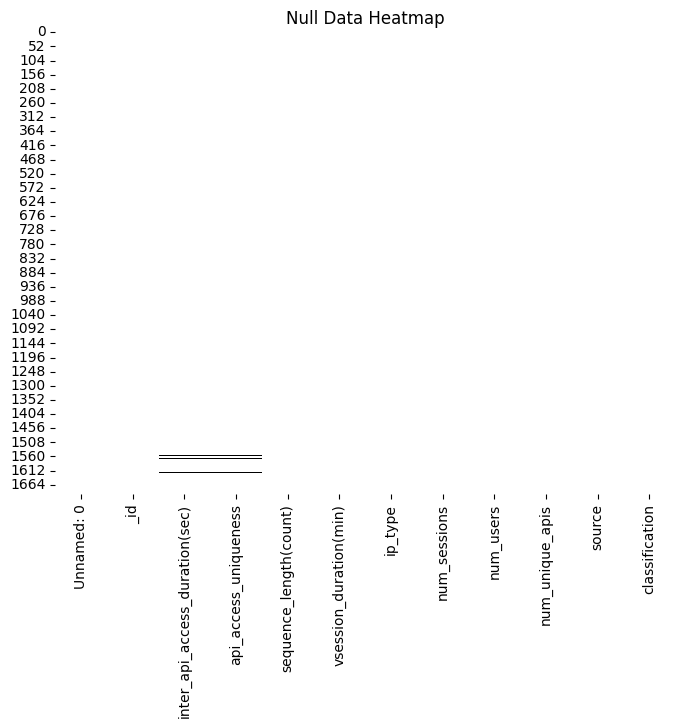 Null Data Heatmap
0
52
104
156
208
260
312
364
416
468
520
572
624
676
728
780
832
884
936
988
1040
1092
1144
1196
1248
1300
1352
1404
1456
1508
1560
1612
1664
Unnamed: 0
_id
inter_api_access_duration(sec)
api_access_uniqueness
sequence_length(count)
vsession_duration(min)
ip_type
num_sessions
num_users
num_unique_apis
source
classification